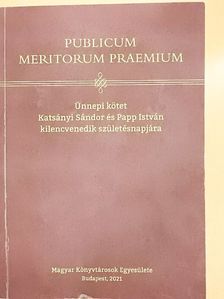 PUBLICUM
MERITORUM PRAEMIUM
Ünnepi kötet
Katsányi Sándor és Papp István
kilencvenedik születésnapjára
Magyar Könyvtárosok Egyesülete
Budapest, 2021